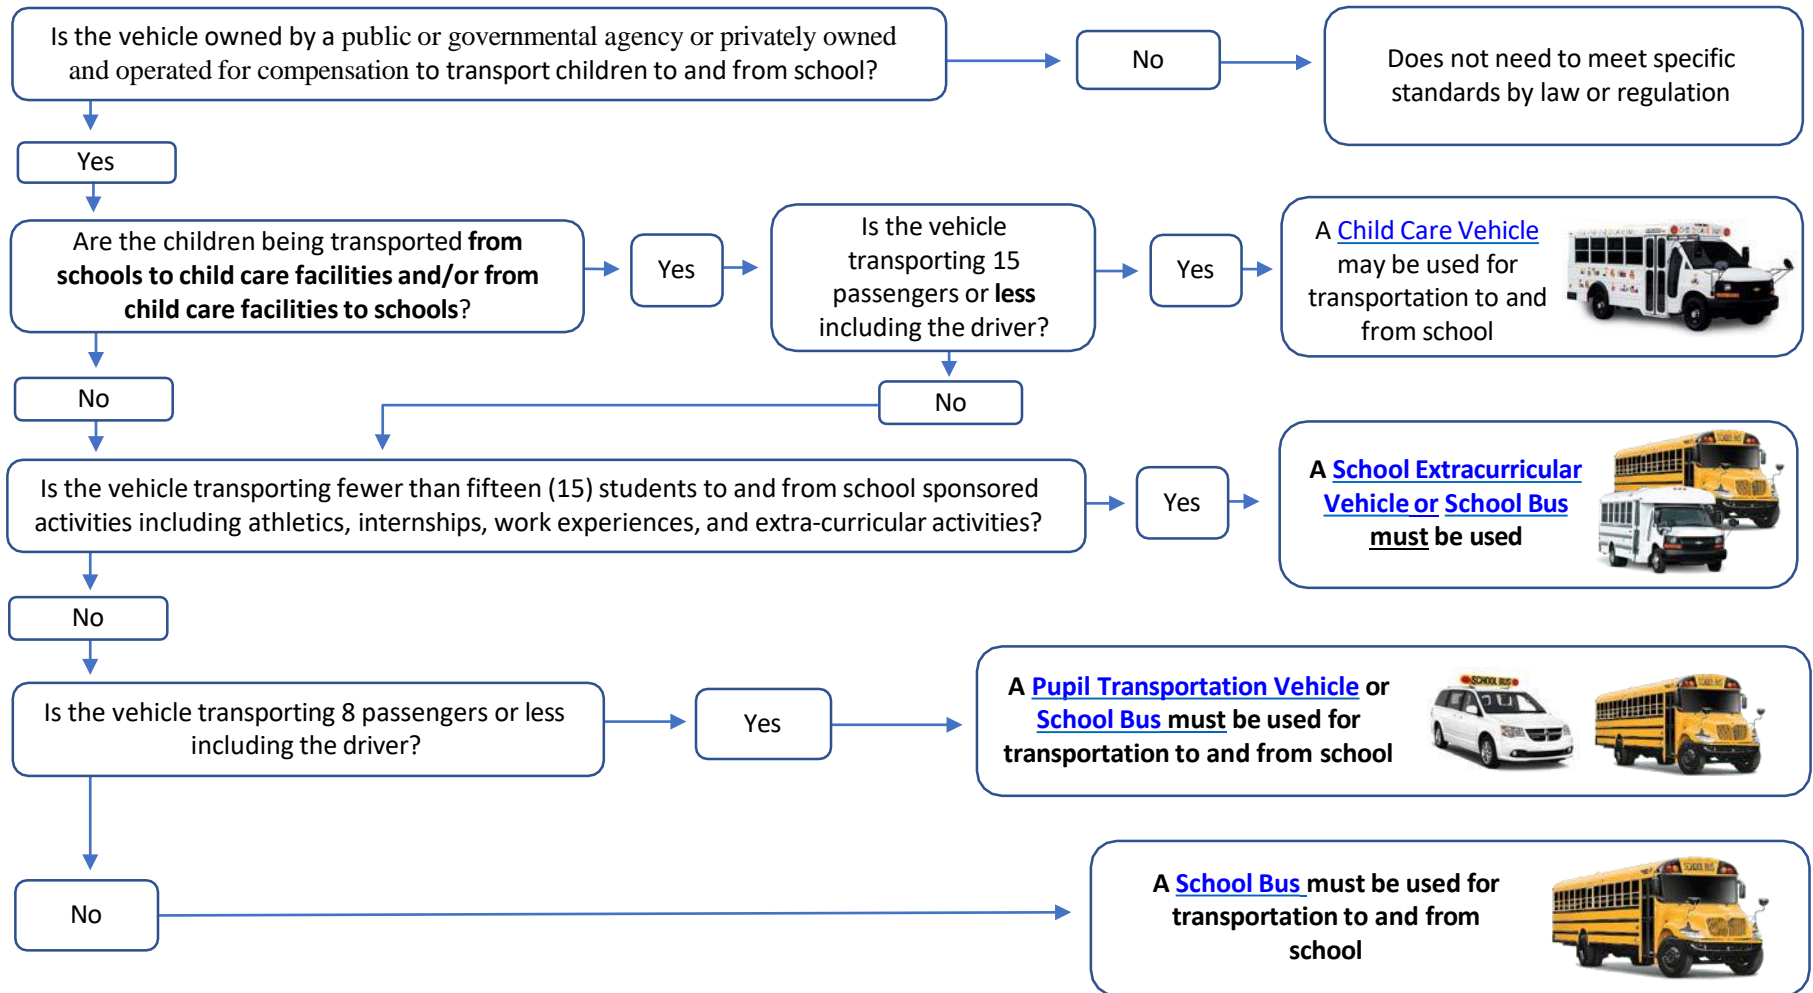 Is the vehicle owned by a public or governmental agency or privately owned
and operated for compensation to transport children to and from school?
No
Does not need to meet specific
standards by law or regulation
Yes
Are the children being transported from
schools to child care facilities and/or from
child care facilities to schools?
Yes
Is the vehicle
transporting 15
passengers or less
including the driver?
Yes
A Child Care Vehicle
may be used for
transportation to and
from school
No
No
Is the vehicle transporting fewer than fifteen (15) students to and from school sponsored
activities including athletics, internships, work experiences, and extra-curricular activities?
Yes
A School Extracurricular
Vehicle or School Bus
must be used
SCHOOL BUS
No
Is the vehicle transporting 8 passengers or less
including the driver?
Yes
A Pupil Transportation Vehicle or
School Bus must be used for
transportation to and from school
SCHOOL BUS
SCHOOL BUS
No
A School Bus must be used for
transportation to and from
school
SCHOOL BUS